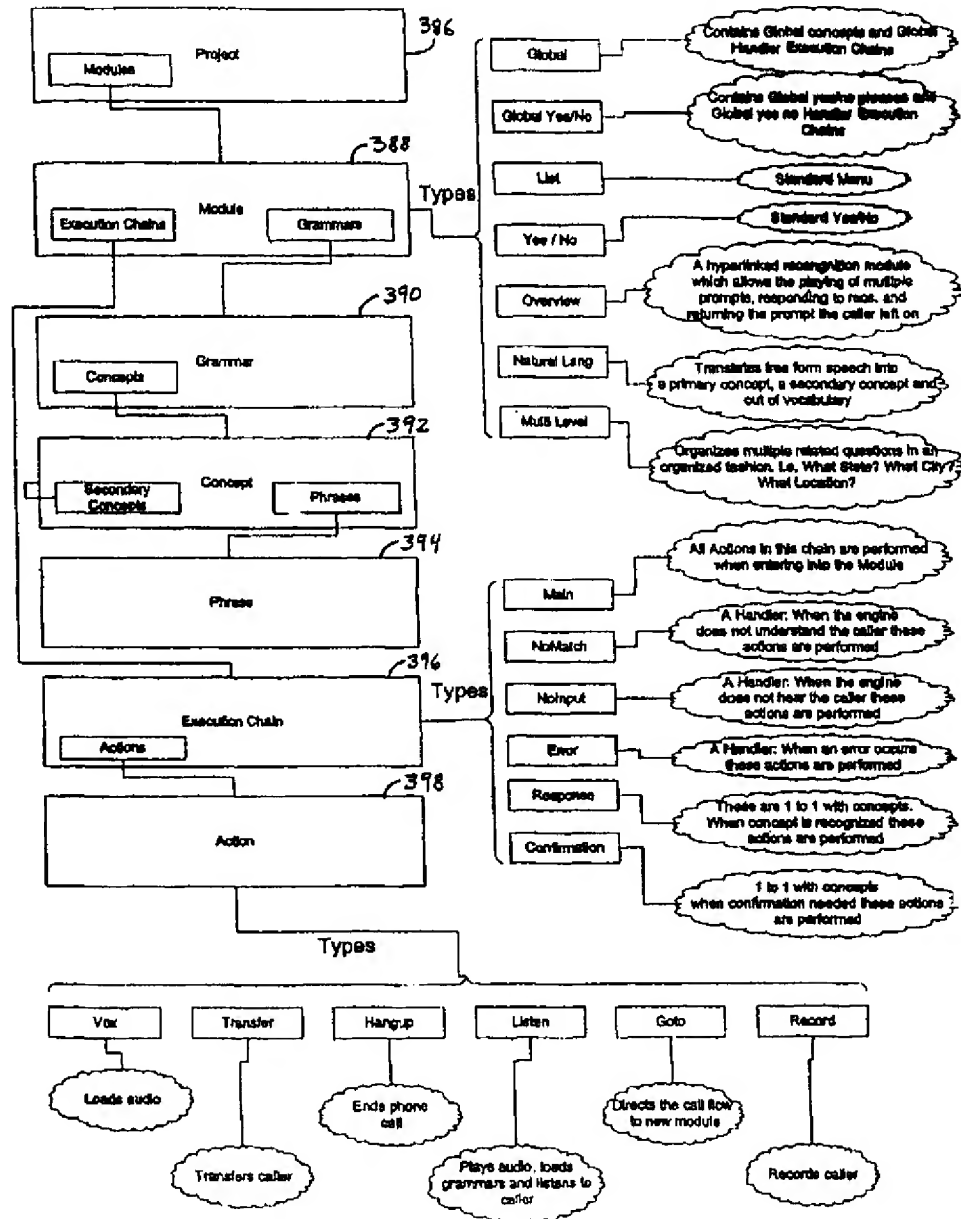 386
Project
Modules
388
Module
Execution Chains
Grammars
390
Grammar
Concepts
392
Concept
Secondary
Concepts
Phrases
394
Phrase
396
Execution Chain
Actions
398
Action
Types
Global
Contains Global concepts and Global
Handler Execution Chains
Global Yes/No
Contains Global yes/no phrases and
Global yes no Handler Execution
Chains
List
Standard Menu
Yes / No
Standard Yes/No
Overview
A hyperlinked recongnition module
which allows the playing of multiple
prompts, responding to recs. and
returning the prompt the caller left on
Natural Lang
Translates free form speech into
a primary concept, a secondary concept and
out of vocabulary
Multi Level
Organizes multiple related questions in an
organized fashion. I.e. What State? What City?
What Location?
Types
Main
All Actions in this chain are performed
when entering into the Module
NoMatch
A Handler: When the engine
does not understand the caller these
actions are performed
NoInput
A Handler: When the engine
does not hear the caller these
actions are performed
Error
A Handler: When an error occurs
these actions are performed
Response
These are 1 to 1 with concepts.
When concept is recognized these
actions are performed
Confirmation
1 to 1 with concepts
when confirmation needed these actions
are performed
Types
Vox
Transfer
Hangup
Listen
Goto
Record
Loads audio
Transfers caller
Ends phone
call
Plays audio, loads
grammars and listens to
caller
Directs the call flow
to new module
Records caller